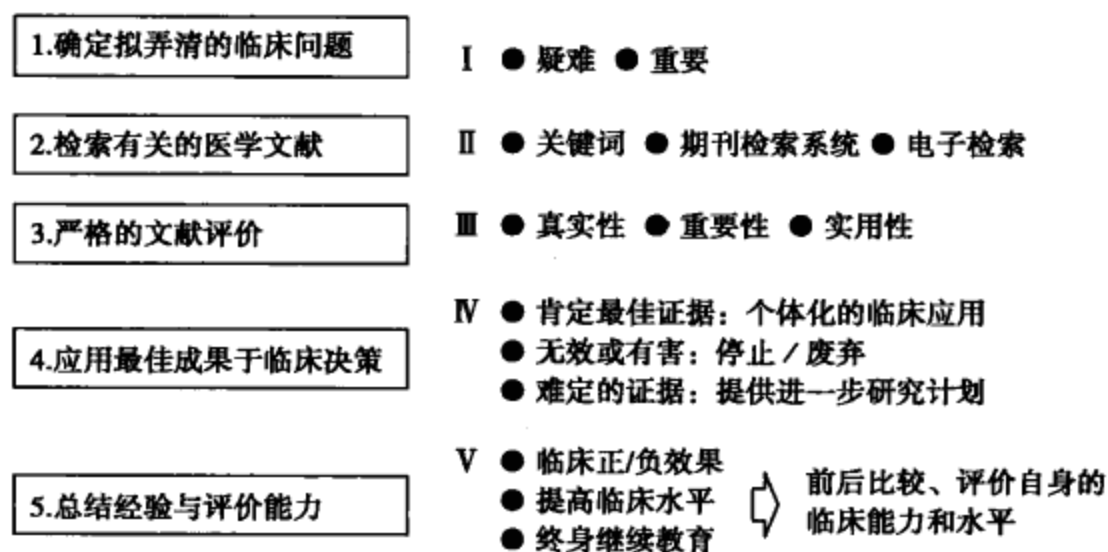 1.确定拟弄清的临床问题
Ⅰ ● 疑难 ● 重要
2.检索有关的医学文献
Ⅱ ● 关键词 ● 期刊检索系统 ● 电子检索
3.严格的文献评价
Ⅲ ● 真实性 ● 重要性 ● 实用性
4.应用最佳成果于临床决策
Ⅳ ● 肯定最佳证据：个体化的临床应用
● 无效或有害：停止／废弃
● 难定的证据：提供进一步研究计划
5.总结经验与评价能力
Ⅴ ● 临床正/负效果
● 提高临床水平
● 终身继续教育
前后比较、评价自身的
临床能力和水平